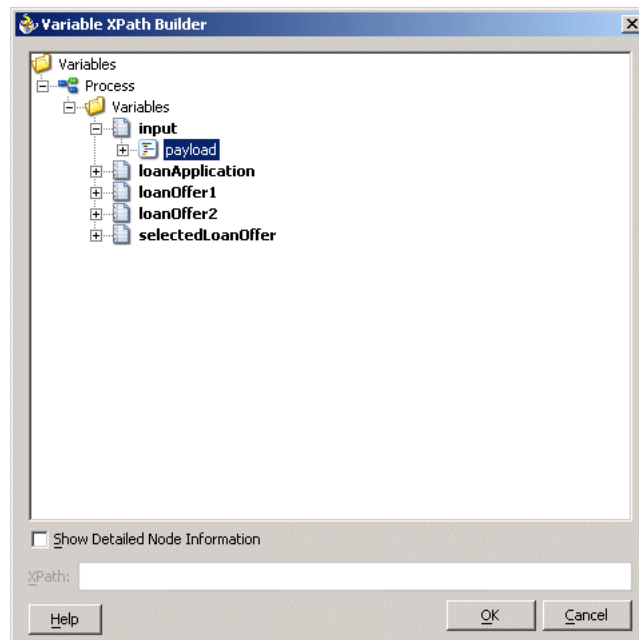 Variable XPath Builder
Variables
Process
Variables
input
payload
loanApplication
loanOffer1
loanOffer2
selectedLoanOffer
Show Detailed Node Information
XPath:
Help OK Cancel